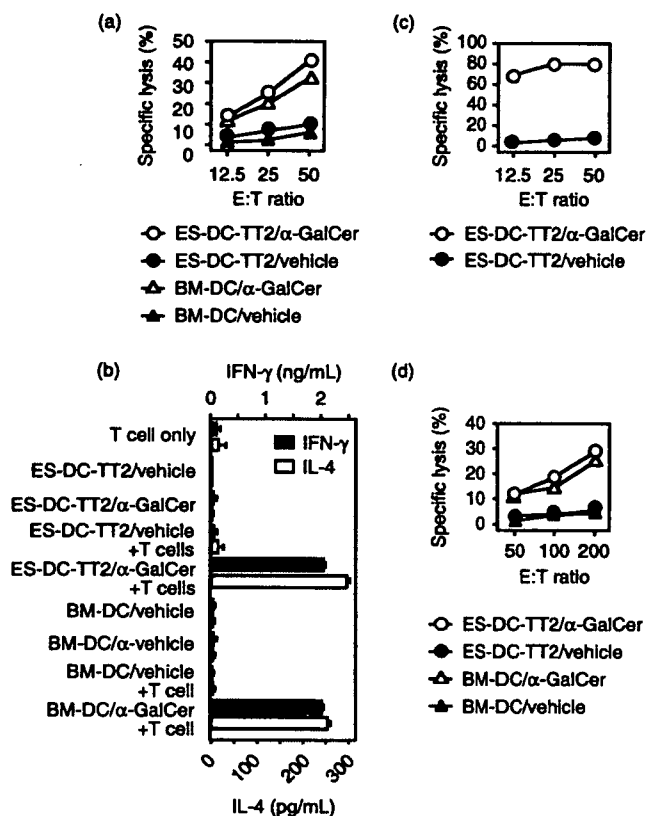 (a)
Specific lysis (%)
50
40
30
20
10
0
12.5 25 50
E:T ratio
ES-DC-TT2/α-GalCer
ES-DC-TT2/vehicle
BM-DC/α-GalCer
BM-DC/vehicle
(c)
Specific lysis (%)
100
80
60
40
20
0
12.5 25 50
E:T ratio
ES-DC-TT2/α-GalCer
ES-DC-TT2/vehicle
(b)
IFN-γ (ng/mL)
0 1 2
IFN-γ
IL-4
T cell only
ES-DC-TT2/vehicle
ES-DC-TT2/α-GalCer
ES-DC-TT2/vehicle
+T cells
ES-DC-TT2/α-GalCer
+T cells
BM-DC/vehicle
BM-DC/α-vehicle
BM-DC/vehicle
+T cell
BM-DC/α-GalCer
+T cell
0 100 200 300
IL-4 (pg/mL)
(d)
Specific lysis (%)
40
30
20
10
0
50 100 200
E:T ratio
ES-DC-TT2/α-GalCer
ES-DC-TT2/vehicle
BM-DC/α-GalCer
BM-DC/vehicle